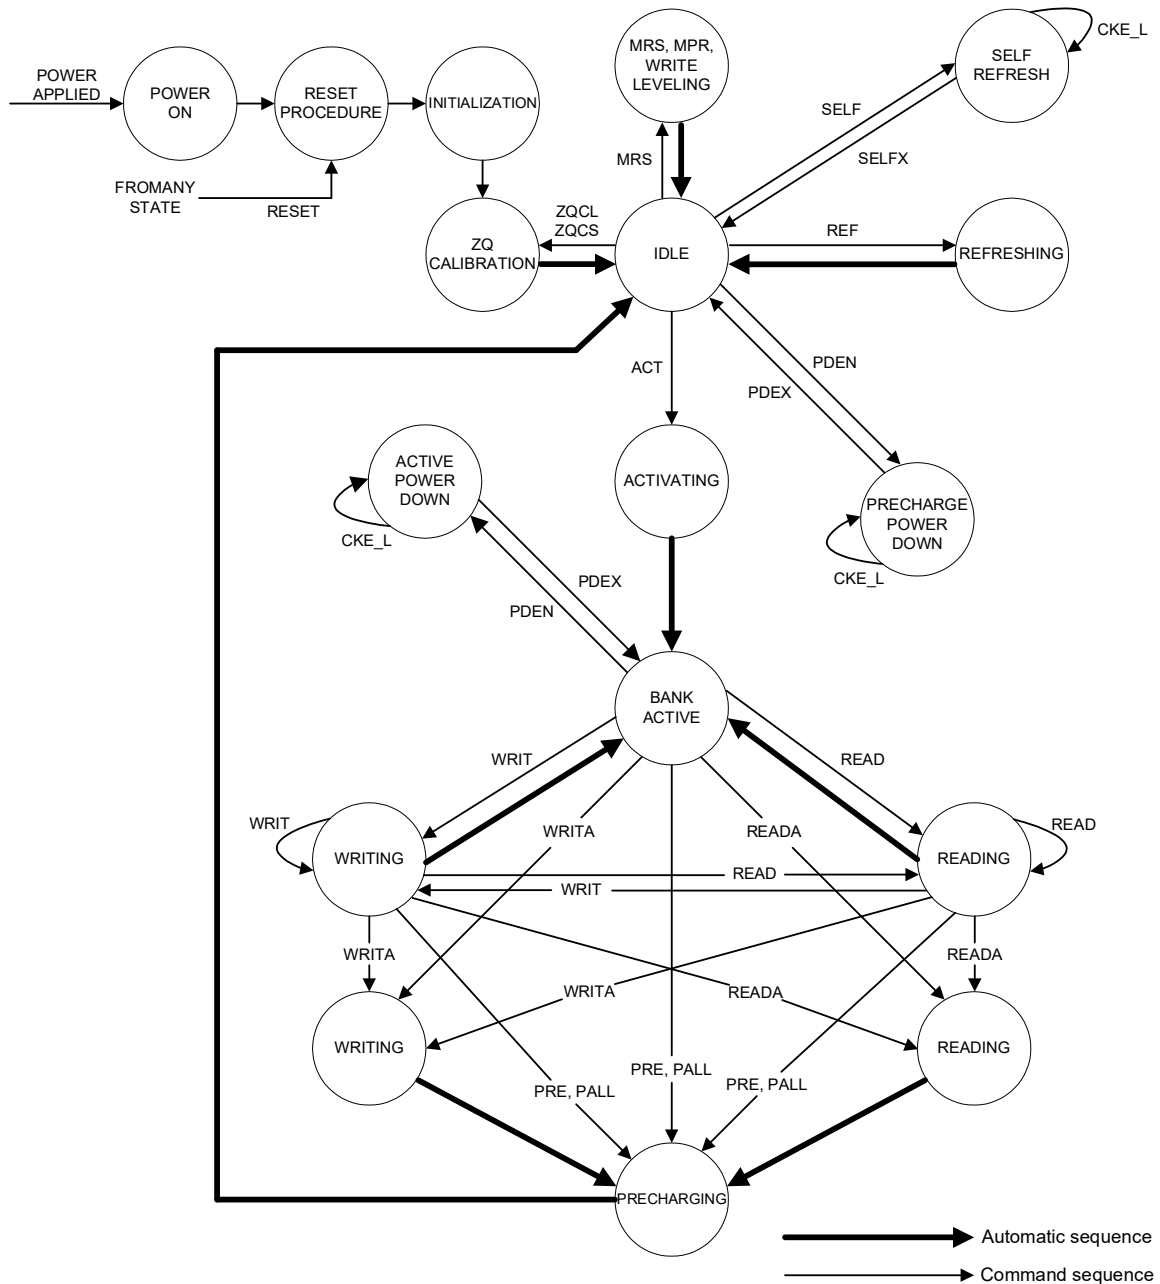 MRS, MPR,
WRITE
LEVELING
SELF
REFRESH
CKE_L
POWER
APPLIED
POWER
ON
RESET
PROCEDURE
INITIALIZATION
SELF
MRS
SELFX
FROMANY
STATE
RESET
ZQCL
ZQCS
ZQ
CALIBRATION
IDLE
REF
REFRESHING
ACT
PDEN
PDEX
ACTIVE
POWER
DOWN
CKE_L
ACTIVATING
PRECHARGE
POWER
DOWN
CKE_L
PDEX
PDEN
BANK
ACTIVE
WRIT
READ
WRIT
WRITA
READA
READ
WRITING
READING
READ
WRIT
WRITA
READA
WRITA
READA
WRITING
READING
PRE, PALL
PRE, PALL
PRE, PALL
PRECHARGING
Automatic sequence
Command sequence